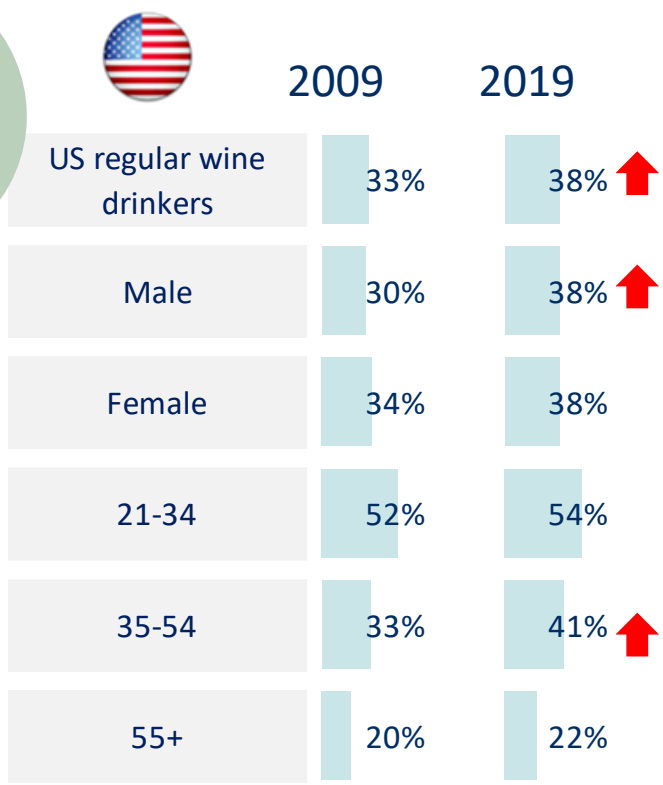 2009 2019
US regular wine
drinkers
33% 38%
Male 30% 38%
Female 34% 38%
21-34 52% 54%
35-54 33% 41%
55+ 20% 22%